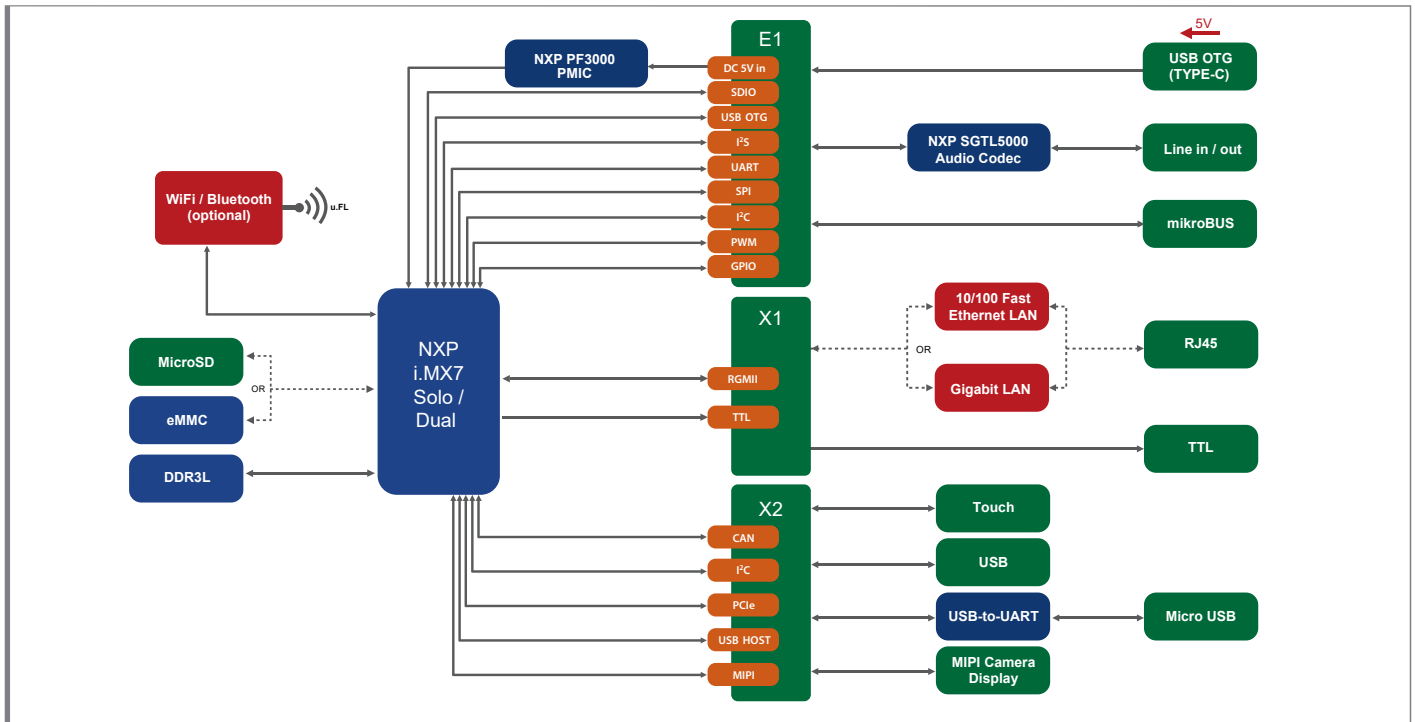 5V
E1
NXP PF3000
PMIC
DC 5V in
USB OTG
(TYPE-C)
SDIO
USB OTG
I²S
NXP SGTL5000
Audio Codec
Line in / out
UART
WiFi / Bluetooth
(optional)
u.FL
SPI
I²C
mikroBUS
PWM
GPIO
10/100 Fast
Ethernet LAN
X1
NXP
i.MX7
Solo /
Dual
OR
RJ45
MicroSD
RGMII
Gigabit LAN
OR
eMMC
TTL
TTL
DDR3L
X2
Touch
CAN
I²C
USB
PCIe
USB-to-UART
Micro USB
USB HOST
MIPI
MIPI Camera
Display